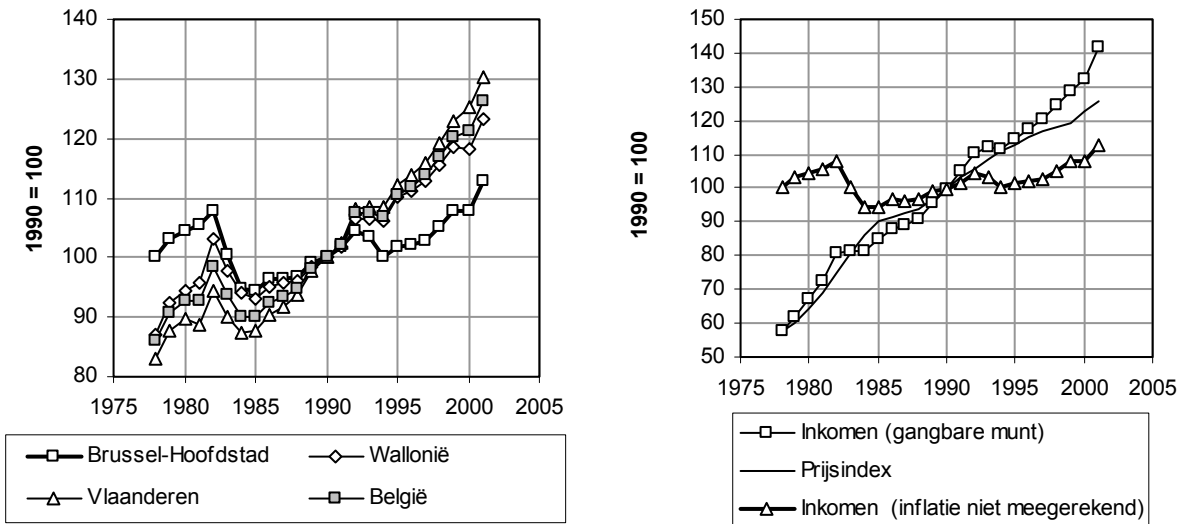 1990 = 100
140
130
120
110
100
90
80
1975 1980 1985 1990 1995 2000 2005
Brussel-Hoofdstad
Wallonië
Vlaanderen
België
1990 = 100
150
140
130
120
110
100
90
80
70
60
50
1975 1980 1985 1990 1995 2000 2005
Inkomen (gangbare munt)
Prijsindex
Inkomen (inflatie niet meegerekend)